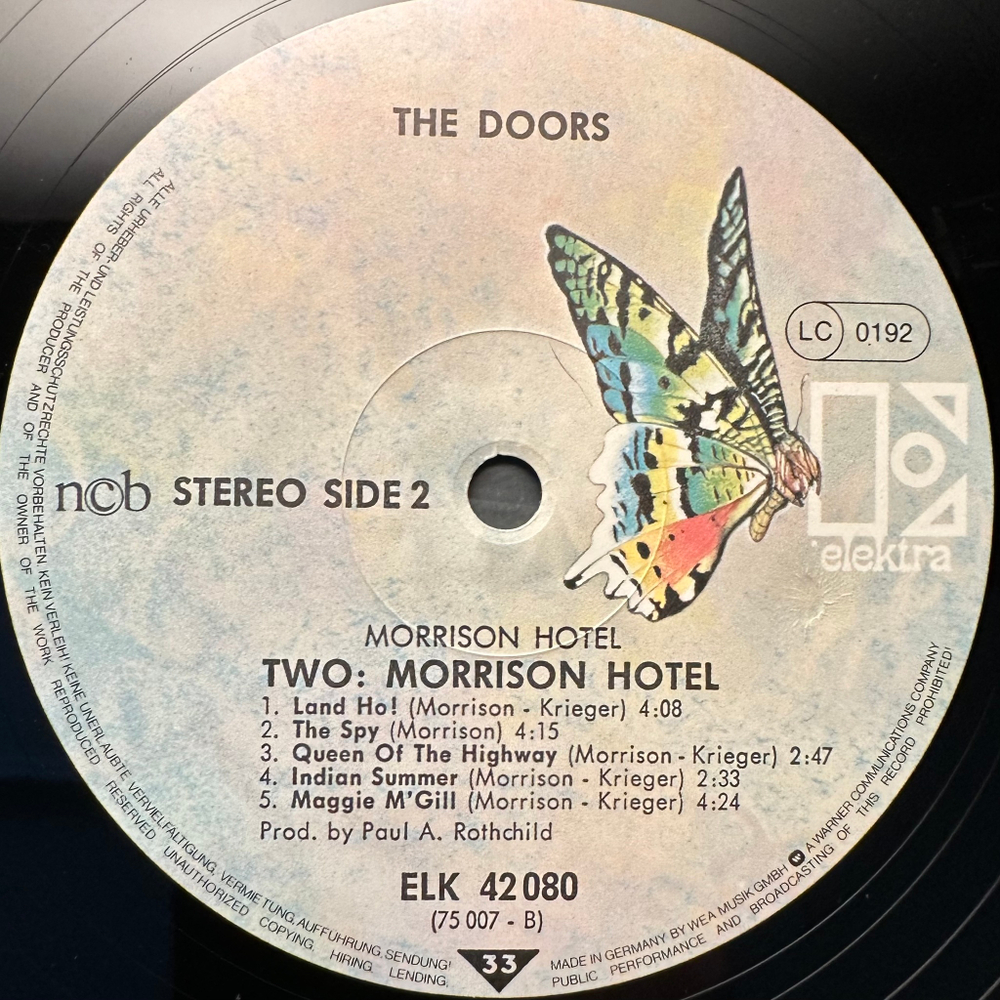 THE DOORS
LC 0192
elektra
ncb STEREO SIDE 2
MORRISON HOTEL
TWO: MORRISON HOTEL
1. Land Ho! (Morrison - Krieger) 4:08
2. The Spy (Morrison) 4:15
3. Queen Of The Highway (Morrison - Krieger) 2:47
4. Indian Summer (Morrison - Krieger) 2:33
5. Maggie M'Gill (Morrison - Krieger) 4:24
Prod. by Paul A. Rothchild
ELK 42 080
(75 007 - B)
33
ALLE URHEBER- UND LEISTUNGSSCHUTZRECHTE VORBEHALTEN. KEIN VERLEIH! KEINE UNERLAUBTE VERVIELFÄLTIGUNG, VERMIETUNG, AUFFÜHRUNG, SENDUNG!
ALL RIGHTS OF THE PRODUCER AND OF THE OWNER OF THE WORK REPRODUCED RESERVED UNAUTHORIZED COPYING, HIRING, LENDING,
MADE IN GERMANY BY WEA MUSIK GMBH A WARNER COMMUNICATIONS COMPANY
PUBLIC PERFORMANCE AND BROADCASTING OF THIS RECORD PROHIBITED!